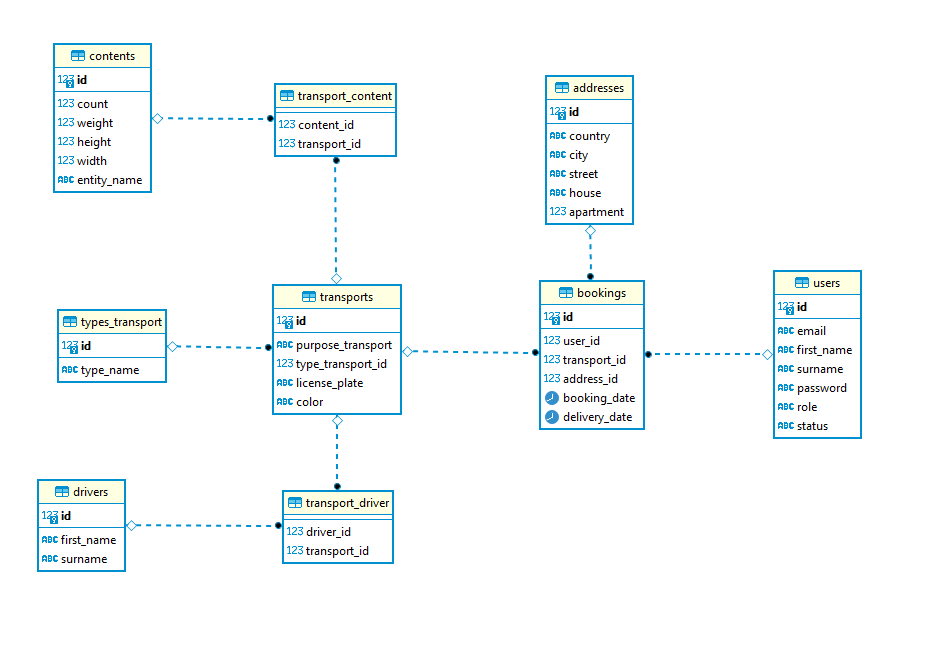 contents
123 id
123 count
123 weight
123 height
123 width
ABC entity_name
transport_content
123 content_id
123 transport_id
addresses
123 id
ABC country
ABC city
ABC street
ABC house
123 apartment
types_transport
123 id
ABC type_name
transports
123 id
ABC purpose_transport
123 type_transport_id
ABC license_plate
ABC color
bookings
123 id
123 user_id
123 transport_id
123 address_id
booking_date
delivery_date
users
123 id
ABC email
ABC first_name
ABC surname
ABC password
ABC role
ABC status
drivers
123 id
ABC first_name
ABC surname
transport_driver
123 driver_id
123 transport_id